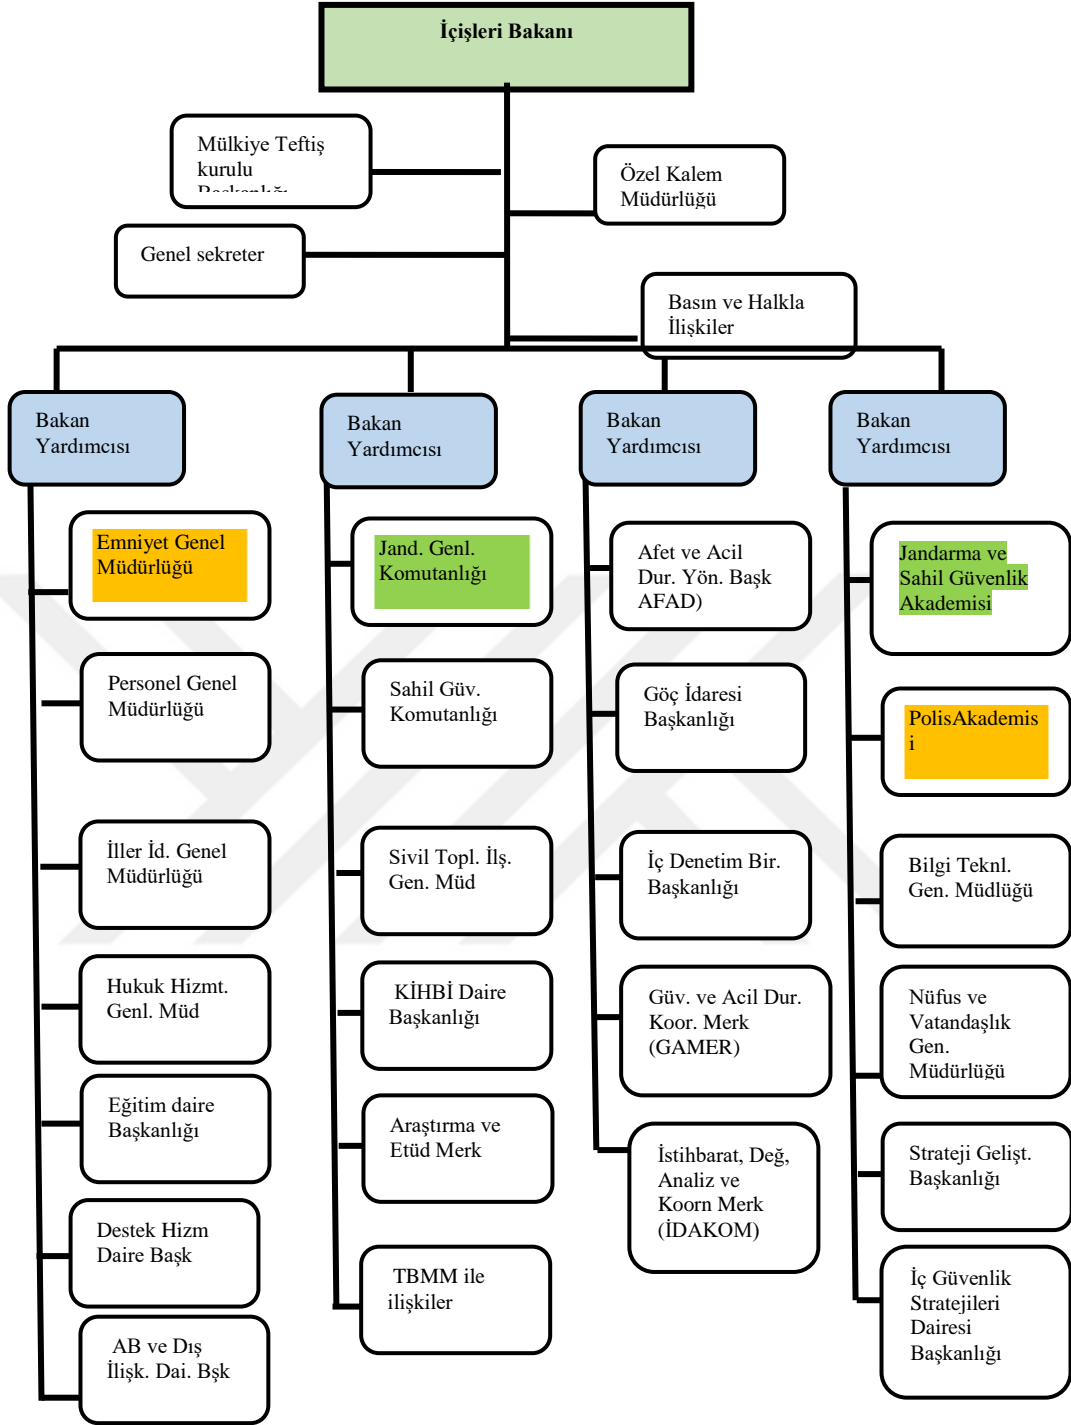 İçişleri Bakanı
Mülkiye Teftiş
kurulu
Başkanlığı
Özel Kalem
Müdürlüğü
Genel sekreter
Basın ve Halkla
İlişkiler
Bakan
Yardımcısı
Bakan
Yardımcısı
Bakan
Yardımcısı
Bakan
Yardımcısı
Emniyet Genel
Müdürlüğü
Personel Genel
Müdürlüğü
İller İd. Genel
Müdürlüğü
Hukuk Hizmt.
Genl. Müd
Eğitim daire
Başkanlığı
Destek Hizm
Daire Başk
AB ve Dış
İlişk. Dai. Bşk
Jand. Genl.
Komutanlığı
Sahil Güv.
Komutanlığı
Sivil Topl. İlş.
Gen. Müd
KİHBİ Daire
Başkanlığı
Araştırma ve
Etüd Merk
TBMM ile
ilişkiler
Afet ve Acil
Dur. Yön. Başk
AFAD)
Göç İdaresi
Başkanlığı
İç Denetim Bir.
Başkanlığı
Güv. ve Acil Dur.
Koor. Merk
(GAMER)
İstihbarat, Değ,
Analiz ve
Koorn Merk
(İDAKOM)
Jandarma ve
Sahil Güvenlik
Akademisi
PolisAkademis
i
Bilgi Teknl.
Gen. Müdlüğü
Nüfus ve
Vatandaşlık
Gen.
Müdürlüğü
Strateji Gelişt.
Başkanlığı
İç Güvenlik
Stratejileri
Dairesi
Başkanlığı